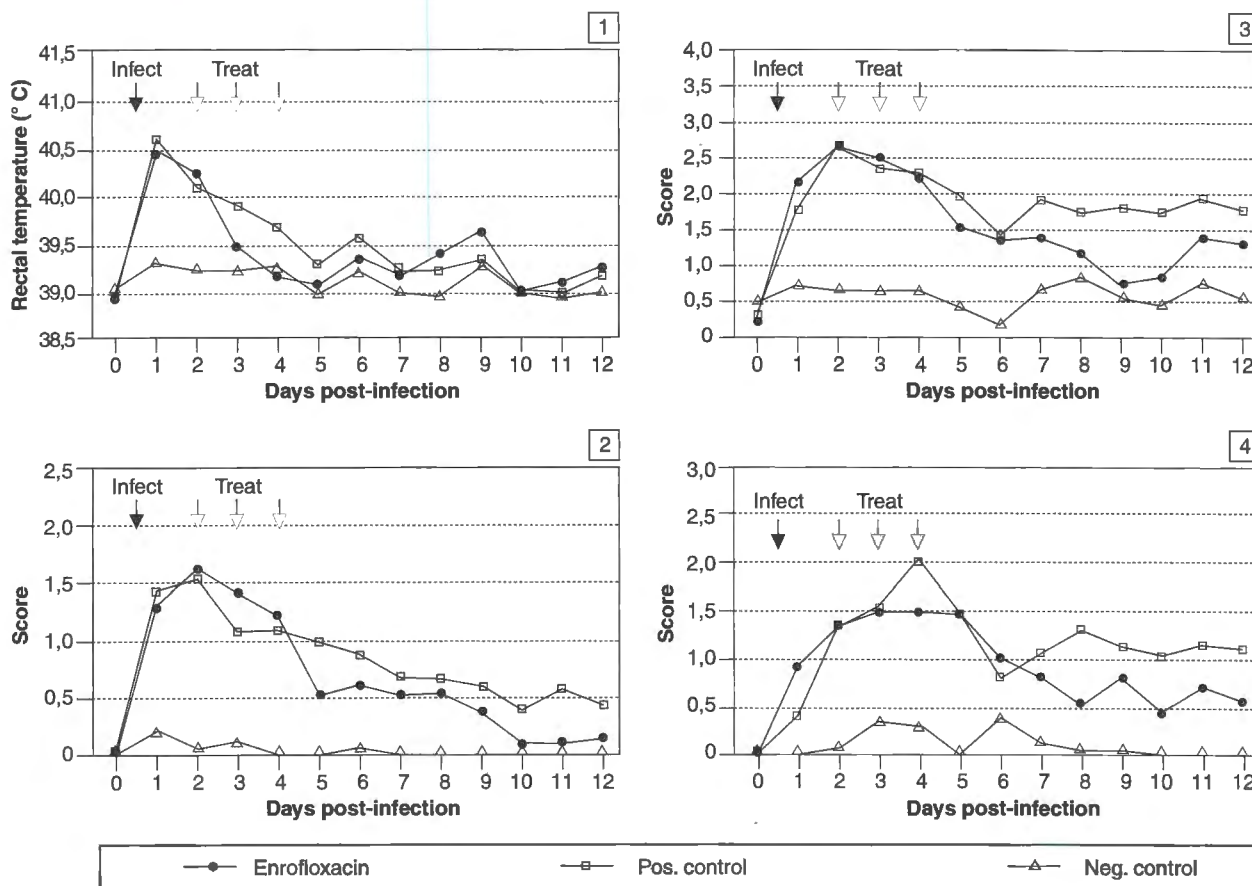 1
41,5
41,0
40,5
40,0
39,5
39,0
38,5
Rectal temperature (° C)
Infect Treat
0 1 2 3 4 5 6 7 8 9 10 11 12
Days post-infection
3
4,0
3,5
3,0
2,5
2,0
1,5
1,0
0,5
0
Score
Infect Treat
0 1 2 3 4 5 6 7 8 9 10 11 12
Days post-infection
2
2,5
2,0
1,5
1,0
0,5
0
Score
Infect Treat
0 1 2 3 4 5 6 7 8 9 10 11 12
Days post-infection
4
3,0
2,5
2,0
1,5
1,0
0,5
0
Score
Infect Treat
0 1 2 3 4 5 6 7 8 9 10 11 12
Days post-infection
Enrofloxacin Pos. control Neg. control